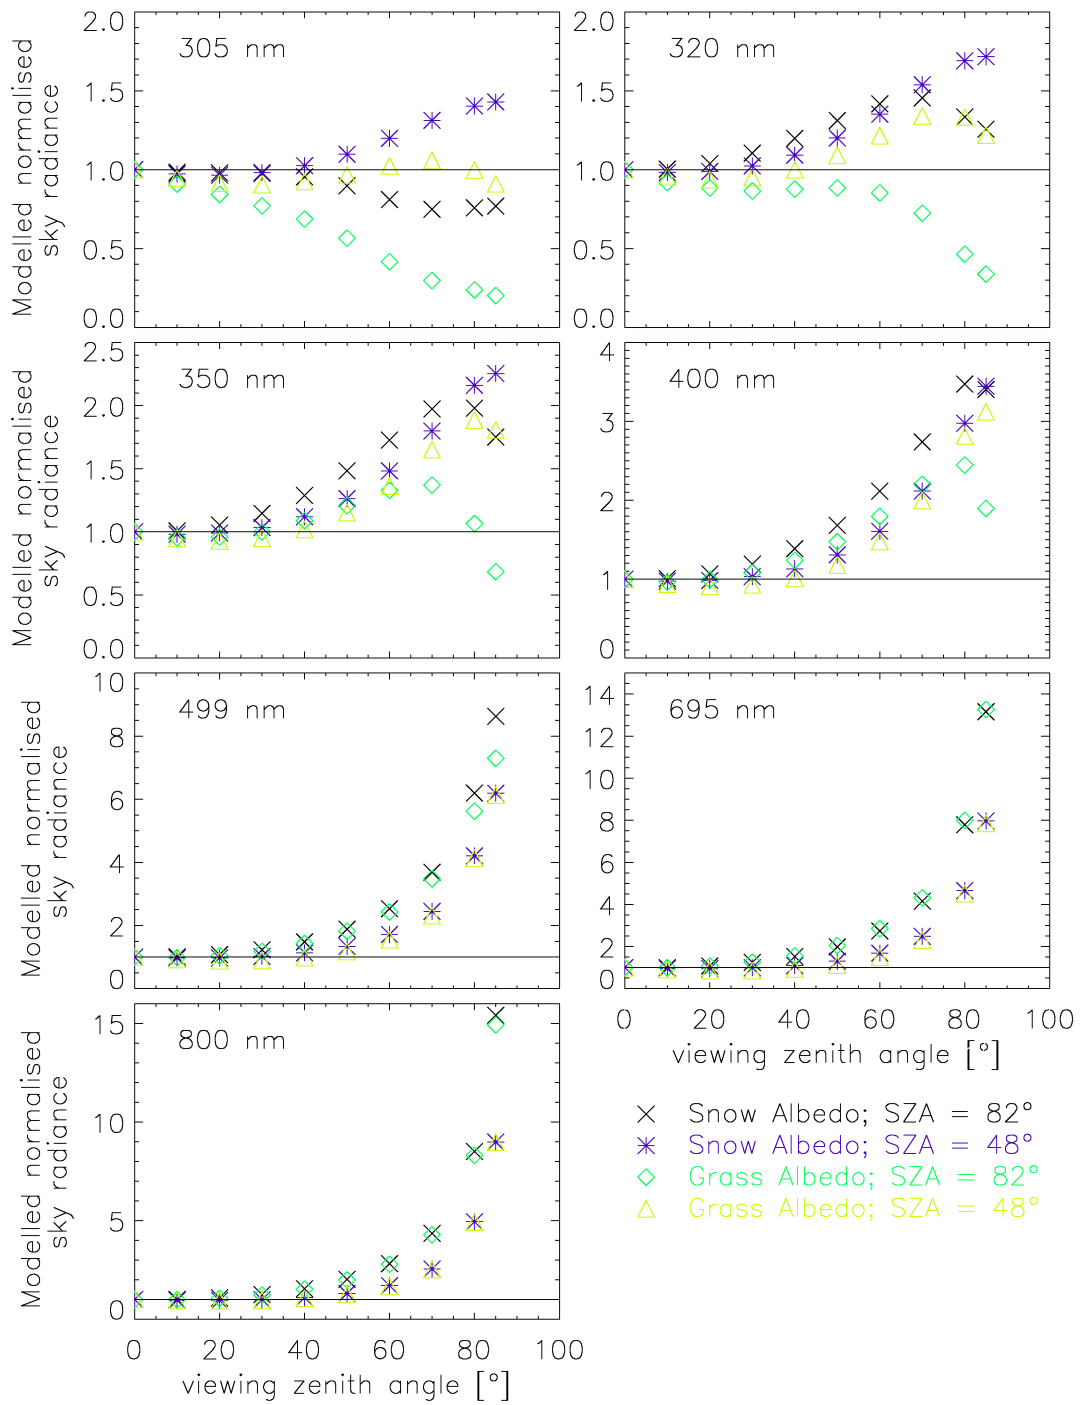 2.0
305 nm
1.5
1.0
0.5
0.0
Modelled normalised
sky radiance
2.0
320 nm
1.5
1.0
0.5
0.0
2.5
350 nm
2.0
1.5
1.0
0.5
0.0
Modelled normalised
sky radiance
4
400 nm
3
2
1
0
10
499 nm
8
6
4
2
0
Modelled normalised
sky radiance
14
695 nm
12
10
8
6
4
2
0
0 20 40 60 80 100
viewing zenith angle [°]
15
800 nm
10
5
0
Modelled normalised
sky radiance
0 20 40 60 80 100
viewing zenith angle [°]
Snow Albedo; SZA = 82°
Snow Albedo; SZA = 48°
Grass Albedo; SZA = 82°
Grass Albedo; SZA = 48°